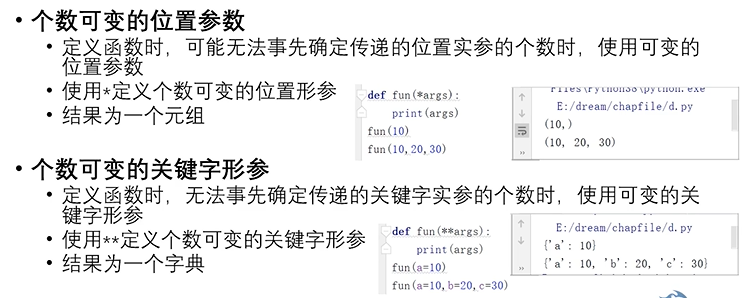 • 个数可变的位置参数
• 定义函数时，可能无法事先确定传递的位置实参的个数时，使用可变的
位置参数
• 使用*定义个数可变的位置形参
• 结果为一个元组
def fun(*args):
print(args)
fun(10)
fun(10,20,30)
Files\Python38\python.exe
E:/dream/chapfile/d.py
(10,)
(10, 20, 30)
• 个数可变的关键字形参
• 定义函数时，无法事先确定传递的关键字实参的个数时，使用可变的关
键字形参
• 使用**定义个数可变的关键字形参
• 结果为一个字典
def fun(**args):
print(args)
fun(a=10)
fun(a=10,b=20,c=30)
E:/dream/chapfile/d.py
{'a': 10}
{'a': 10, 'b': 20, 'c': 30}